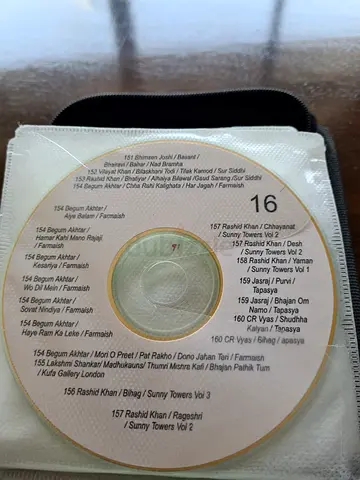 151 Bhimsen Joshi / Basant /
Bhairavi / Bahar / Nad Bramha
152 Vilayat Khan / Bilaskhani Todi / Tilak Kamod / Sur Siddhi
153 Rashid Khan / Bhatiyar / Alhaiya Bilawal / Gaud Sarang /Sur Siddhi
154 Begum Akhtar / Chha Rahi Kalighata / Har Jagah / Farmaish
154 Begum Akhtar /
Aiye Balam / Farmaish
154 Begum Akhtar /
Hamar Kahi Mano Rajaji
/ Farmaish
154 Begum Akhtar /
Kesariya / Farmaish
154 Begum Akhtar /
Wo Dil Mein / Farmaish
154 Begum Akhtar /
Sovat Nindiya / Farmaish
154 Begum Akhtar /
Haye Ram Ka Leke / Farmaish
16
157 Rashid Khan / Chhayanat
/ Sunny Towers Vol 2
157 Rashid Khan / Desh
/ Sunny Towers Vol 2
158 Rashid Khan / Yaman
/ Sunny Towers Vol 1
159 Jasraj / Purvi /
Tapasya
159 Jasraj / Bhajan Om
Namo / Tapasya
160 CR Vyas / Shudhha
Kalyan / Tapasya
160 CR Vyas / Bihag / apasya
154 Begum Akhtar / Mori O Preet / Pat Rakho / Dono Jahan Teri / Farmaish
155 Lakshmi Shankar/ Madhukauns/ Thumri Mishra Kafi / Bhajan Pathik Tum
/ Kufa Gallery London
156 Rashid Khan / Bihag / Sunny Towers Vol 3
157 Rashid Khan / Rageshri
/ Sunny Towers Vol 2